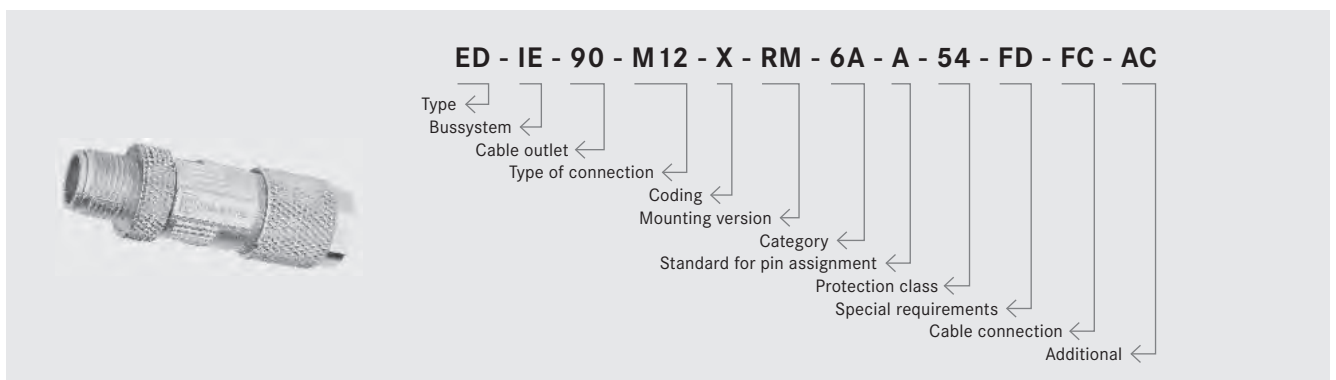 ED - IE - 90 - M12 - X - RM - 6A - A - 54 - FD - FC - AC
Type
Bussystem
Cable outlet
Type of connection
Coding
Mounting version
Category
Standard for pin assignment
Protection class
Special requirements
Cable connection
Additional